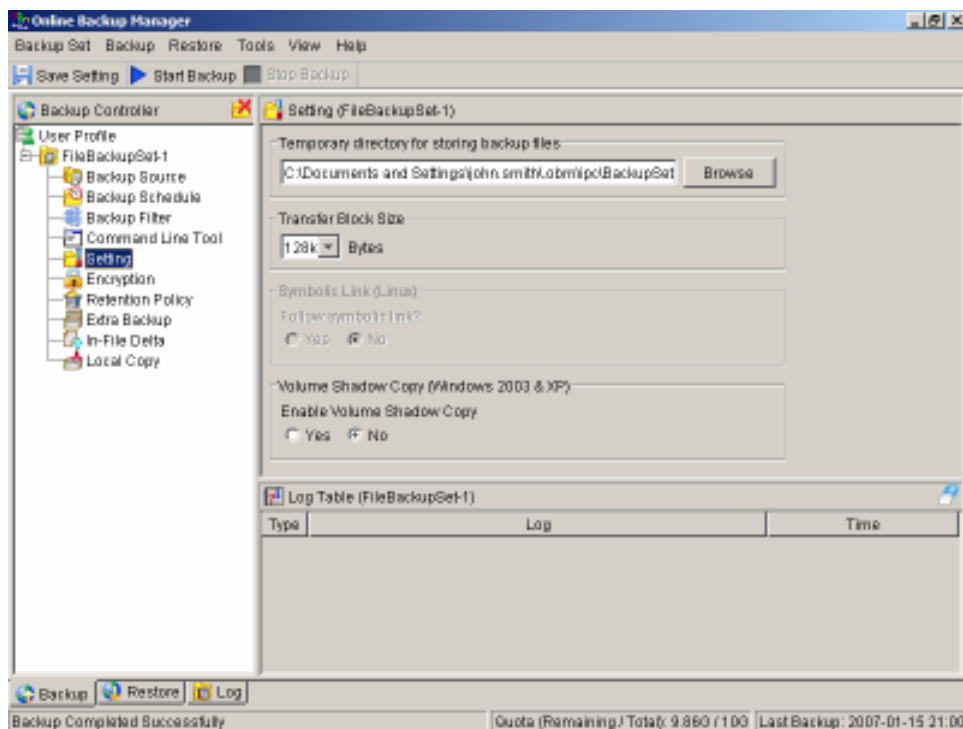 Online Backup Manager
Backup Set Backup Restore Tools View Help
Save Setting Start Backup Stop Backup
Backup Controller
User Profile
FileBackupSet-1
Backup Source
Backup Schedule
Backup Filter
Command Line Tool
Setting
Encryption
Retention Policy
Extra Backup
In-File Delta
Local Copy
Setting (FileBackupSet-1)
Temporary directory for storing backup files
C:\Documents and Settings\john.smith\.obm\ipc\BackupSet Browse
Transfer Block Size
128k Bytes
Symbolic Link (Linux)
Follow symbolic link?
Yes No
Volume Shadow Copy (Windows 2003 & XP)
Enable Volume Shadow Copy
Yes No
Log Table (FileBackupSet-1)
Type Log Time
Backup Restore Log
Backup Completed Successfully Quota (Remaining / Total): 9.86G / 10G Last Backup: 2007-01-15 21:00